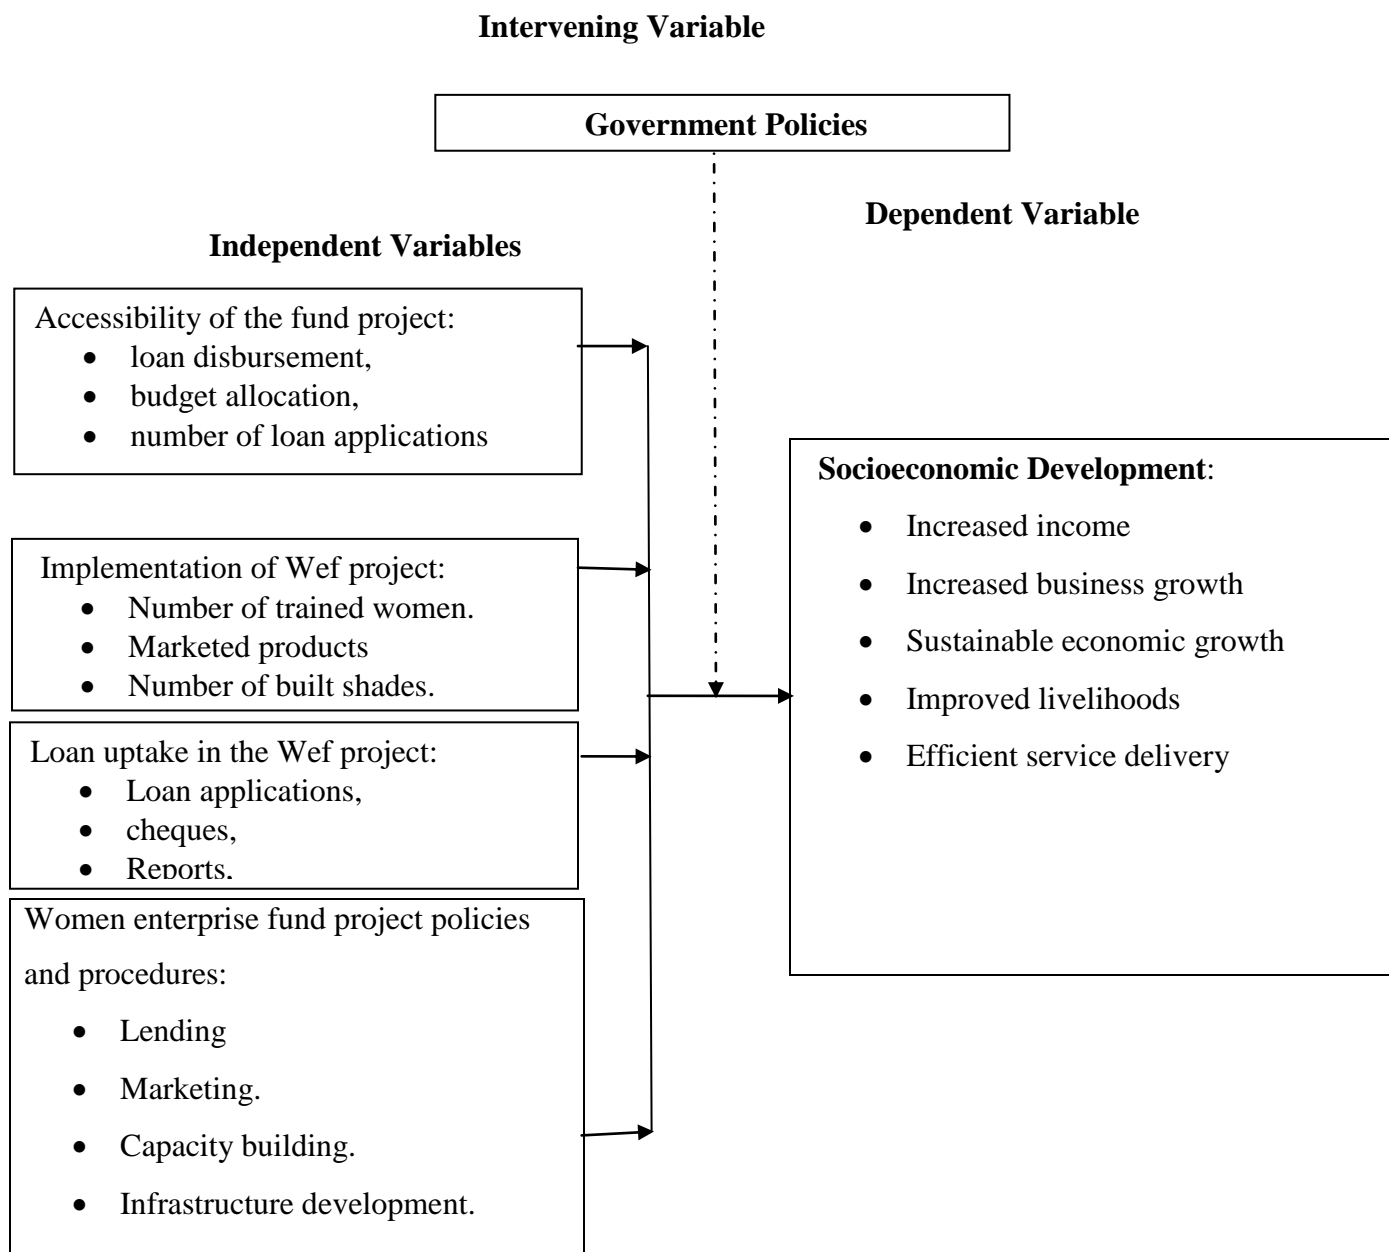 Intervening Variable
Government Policies
Dependent Variable
Independent Variables
Accessibility of the fund project:
• loan disbursement,
• budget allocation,
• number of loan applications
Implementation of Wef project:
• Number of trained women.
• Marketed products
• Number of built shades.
Loan uptake in the Wef project:
• Loan applications,
• cheques,
• Reports.
Women enterprise fund project policies
and procedures:
• Lending
• Marketing.
• Capacity building.
• Infrastructure development.
Socioeconomic Development:
• Increased income
• Increased business growth
• Sustainable economic growth
• Improved livelihoods
• Efficient service delivery